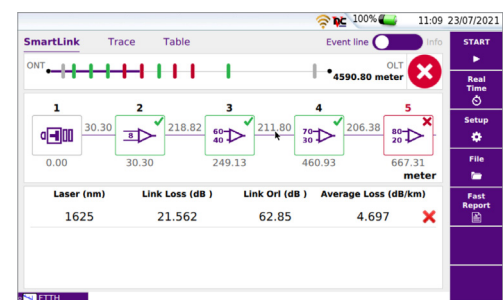 100% 11:09 23/07/2021
SmartLink Trace Table Event line Info START
ONT OLT
4590.80 meter
Real
Time
1 2 3 4 5
Setup
30.30 218.82 211.80 206.38
8 60 40 70 30 80 20
0.00 30.30 249.13 460.93 667.31
meter
File
Laser (nm) Link Loss (dB ) Link Orl (dB ) Average Loss (dB/km)
1625 21.562 62.85 4.697
Fast
Report
FTTH